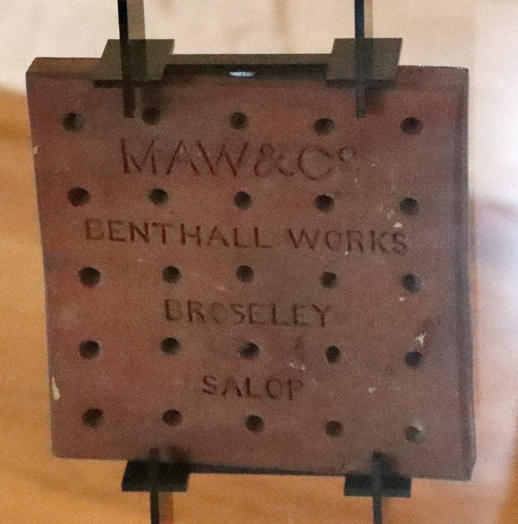 MAW & Cº
BENTHALL WORKS
BROSELEY
SALOP